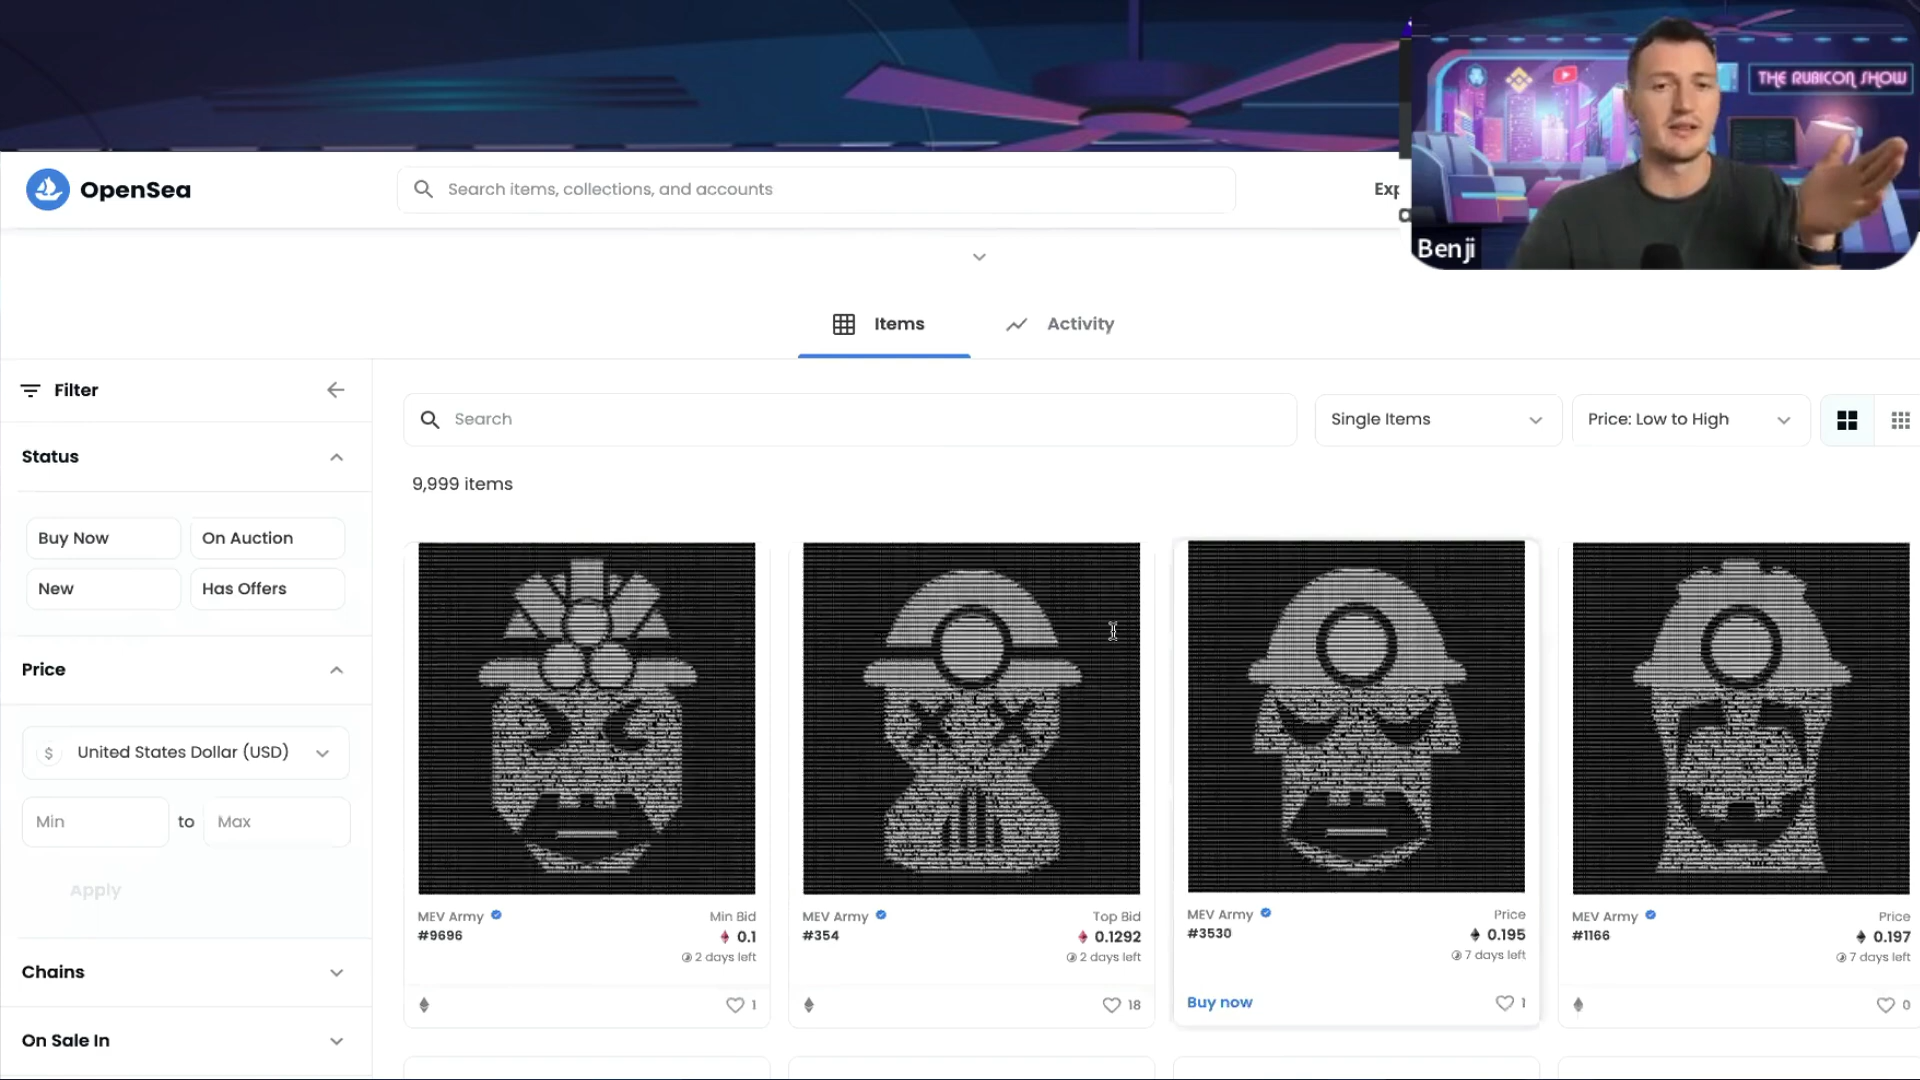 THE RUBICON SHOW
Benji
OpenSea
Search items, collections, and accounts
Exp
Items
Activity
Filter
Search
Single Items
Price: Low to High
Status
9,999 items
Buy Now
On Auction
New
Has Offers
Price
$ United States Dollar (USD)
Min to Max
Apply
Chains
On Sale In
MEV Army Min Bid
#9696 0.1
2 days left
1
MEV Army Top Bid
#354 0.1292
2 days left
18
MEV Army Price
#3530 0.195
7 days left
Buy now 1
MEV Army Price
#1166 0.197
7 days left
0